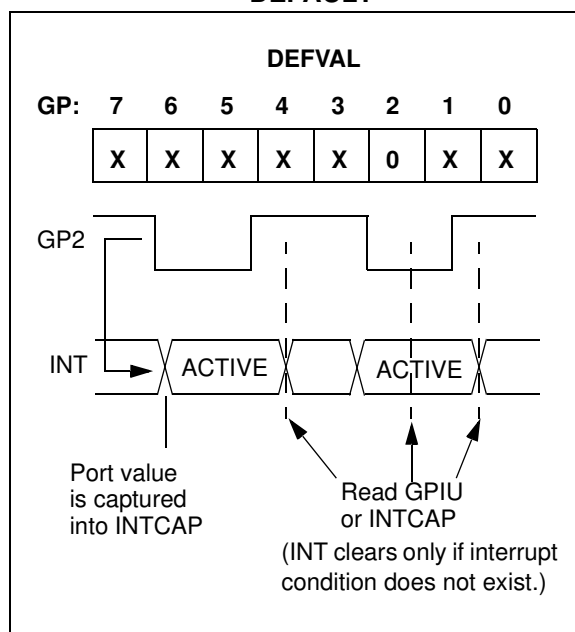 DEFVAL
GP: 7 6 5 4 3 2 1 0
X X X X X 0 X X
GP2
INT ACTIVE ACTIVE
Port value
is captured
into INTCAP
Read GPIU
or INTCAP
(INT clears only if interrupt
condition does not exist.)